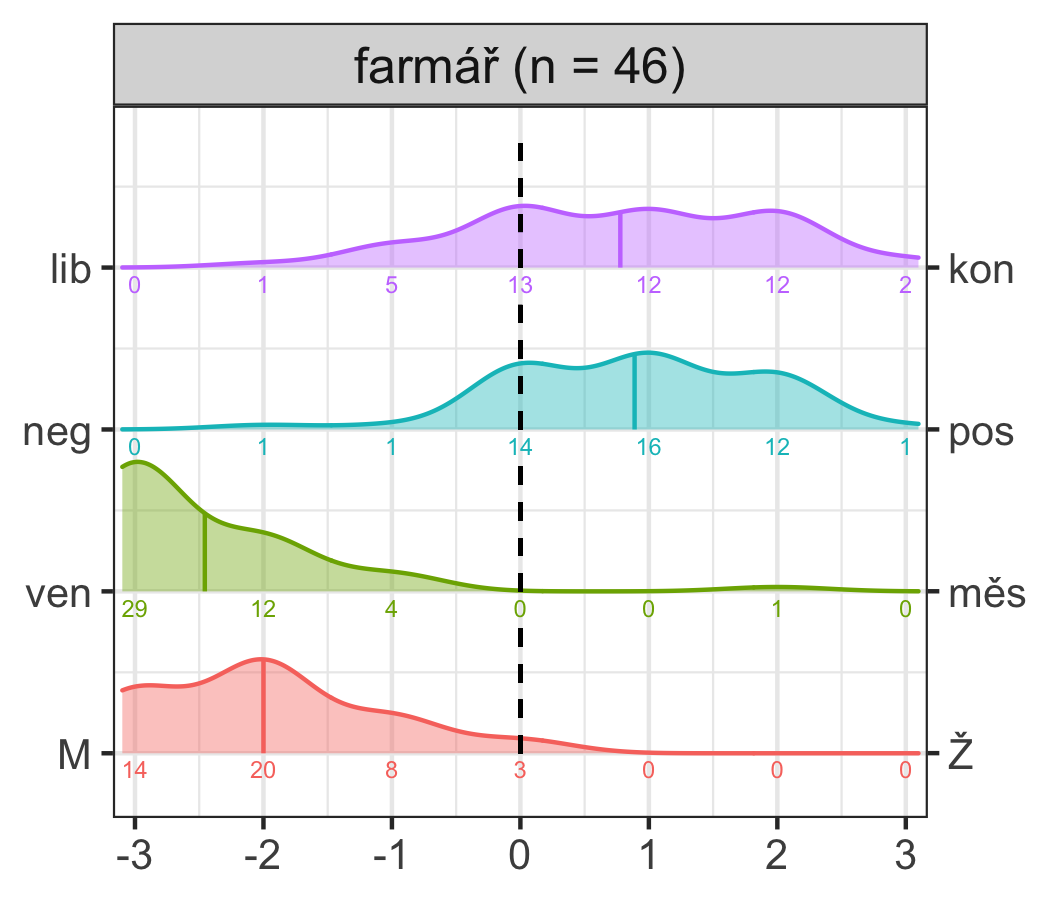 farmář (n = 46)
lib kon
0 1 5 13 12 12 2
neg pos
0 1 1 14 16 12 1
ven měs
29 12 4 0 0 1 0
M Ž
14 20 8 3 0 0 0
-3 -2 -1 0 1 2 3